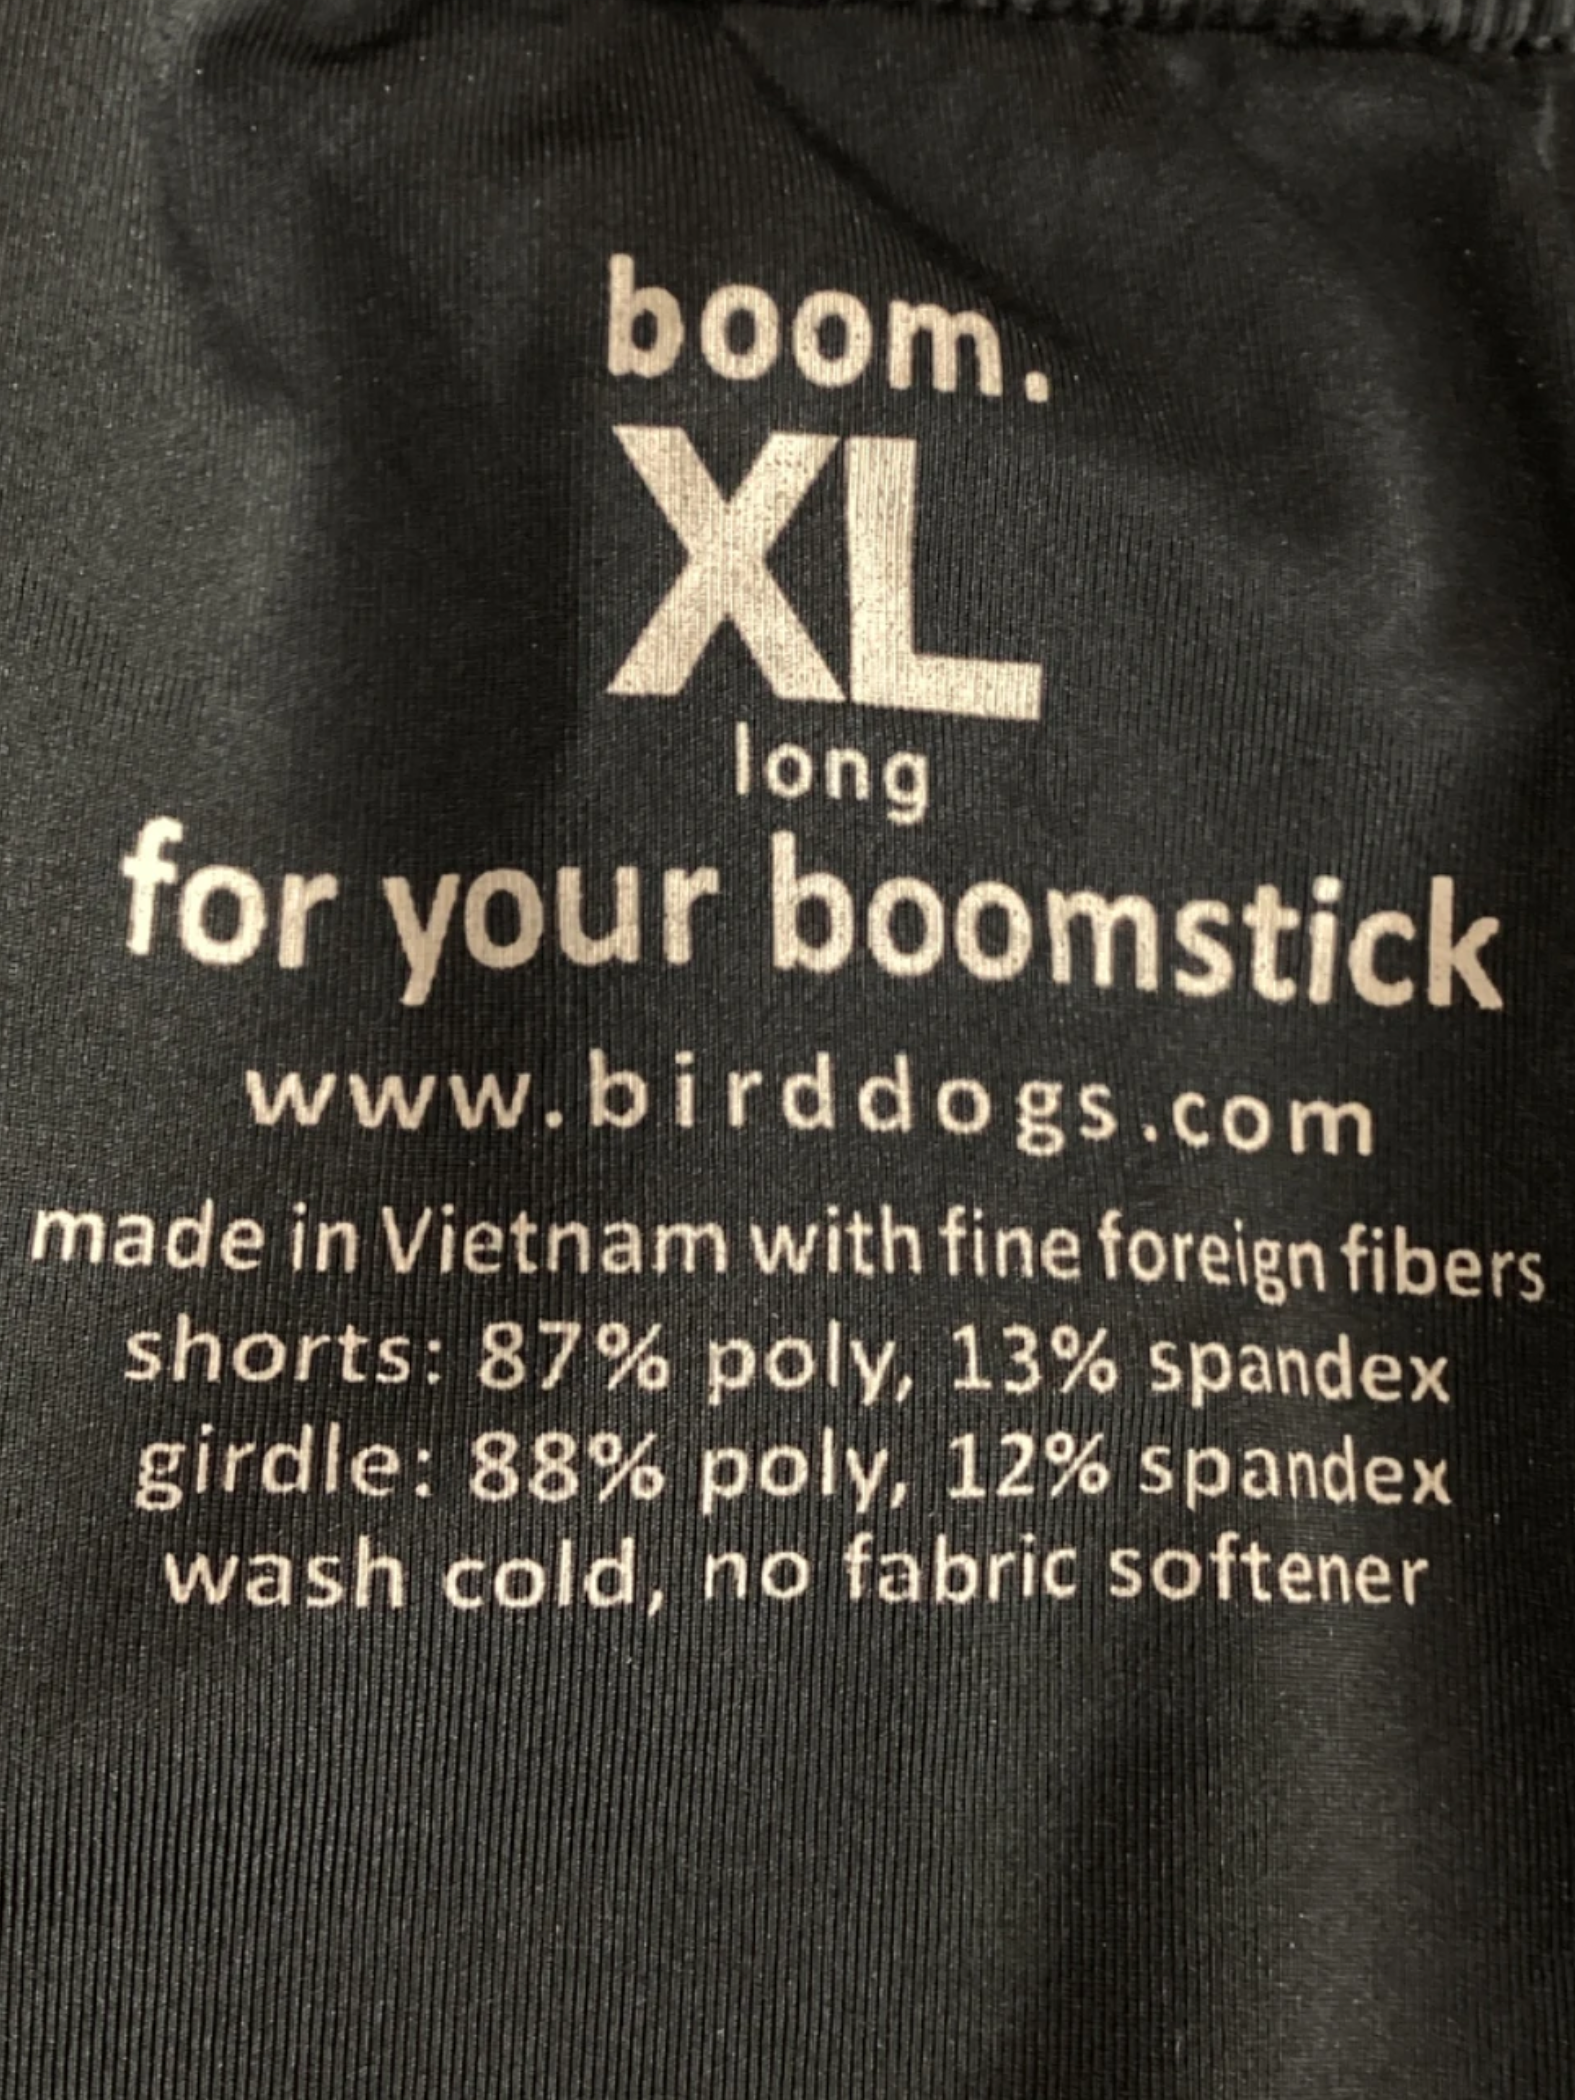 boom.
XL
long
for your boomstick
www.birddogs.com
made in Vietnam with fine foreign fibers
shorts: 87% poly, 13% spandex
girdle: 88% poly, 12% spandex
wash cold, no fabric softener